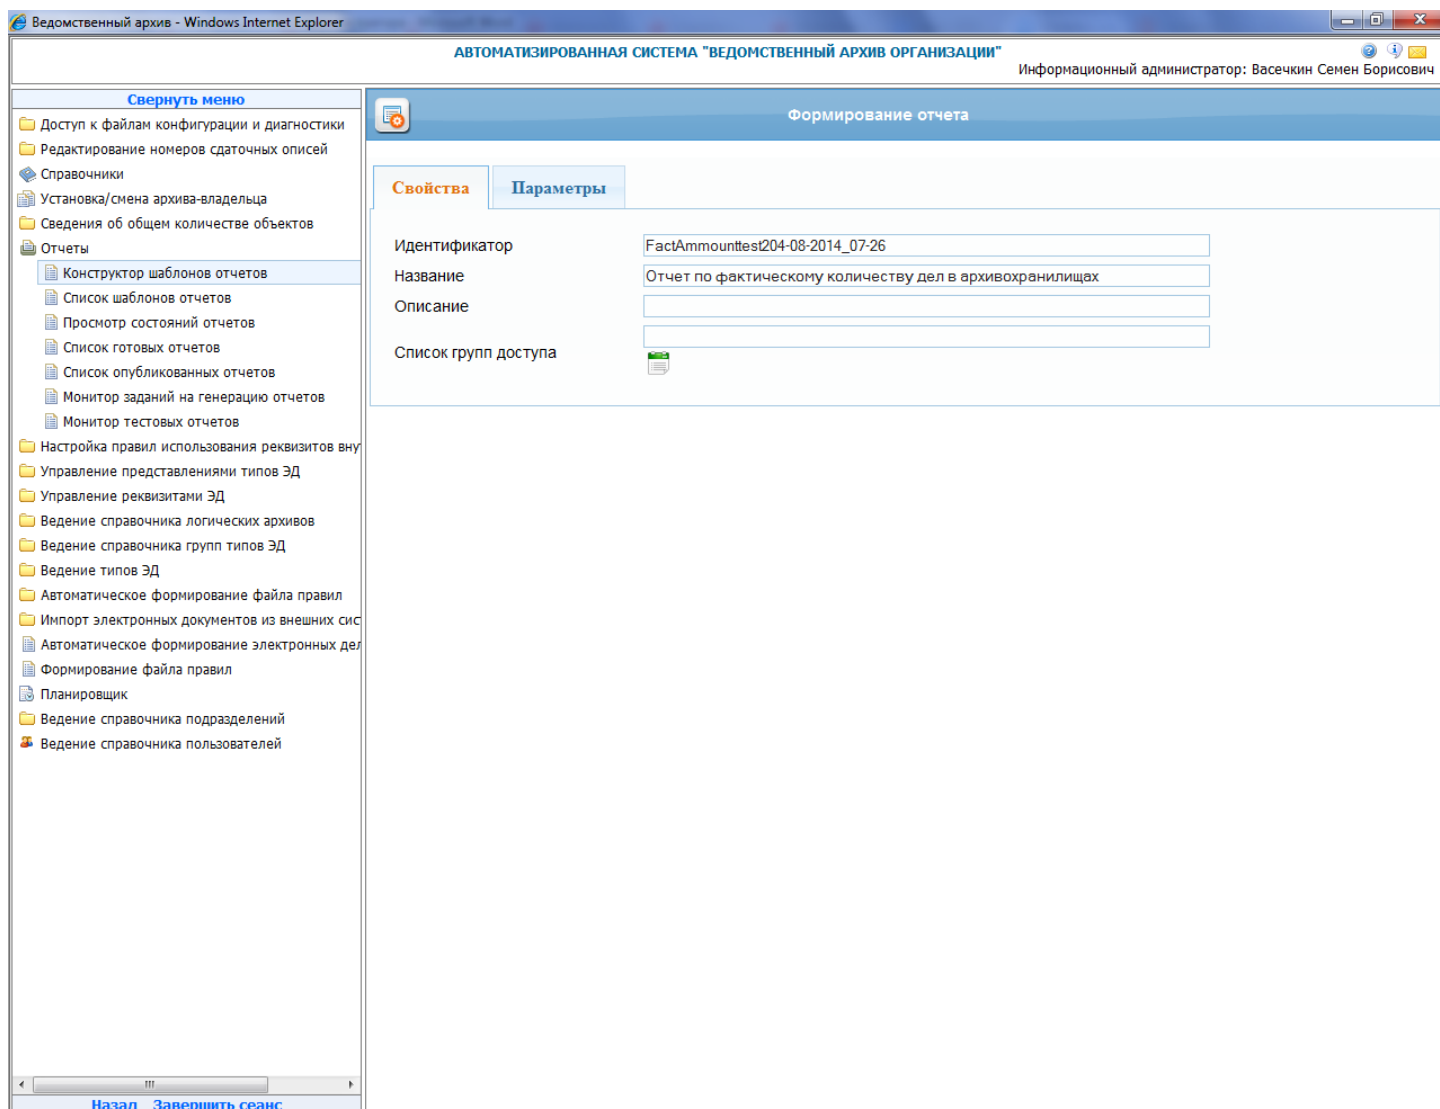 Ведомственный архив - Windows Internet Explorer
АВТОМАТИЗИРОВАННАЯ СИСТЕМА "ВЕДОМСТВЕННЫЙ АРХИВ ОРГАНИЗАЦИИ"
Информационный администратор: Васечкин Семен Борисович
Свернуть меню
Доступ к файлам конфигурации и диагностики
Редактирование номеров сдаточных описей
Справочники
Установка/смена архива-владельца
Сведения об общем количестве объектов
Отчеты
Конструктор шаблонов отчетов
Список шаблонов отчетов
Просмотр состояний отчетов
Список готовых отчетов
Список опубликованных отчетов
Монитор заданий на генерацию отчетов
Монитор тестовых отчетов
Настройка правил использования реквизитов вну
Управление представлениями типов ЭД
Управление реквизитами ЭД
Ведение справочника логических архивов
Ведение справочника групп типов ЭД
Ведение типов ЭД
Автоматическое формирование файла правил
Импорт электронных документов из внешних сис
Автоматическое формирование электронных дел
Формирование файла правил
Планировщик
Ведение справочника подразделений
Ведение справочника пользователей
Назад Завершить сеанс
Формирование отчета
Свойства Параметры
Идентификатор FactAmmounttest204-08-2014_07-26
Название Отчет по фактическому количеству дел в архивохранилищах
Описание
Список групп доступа